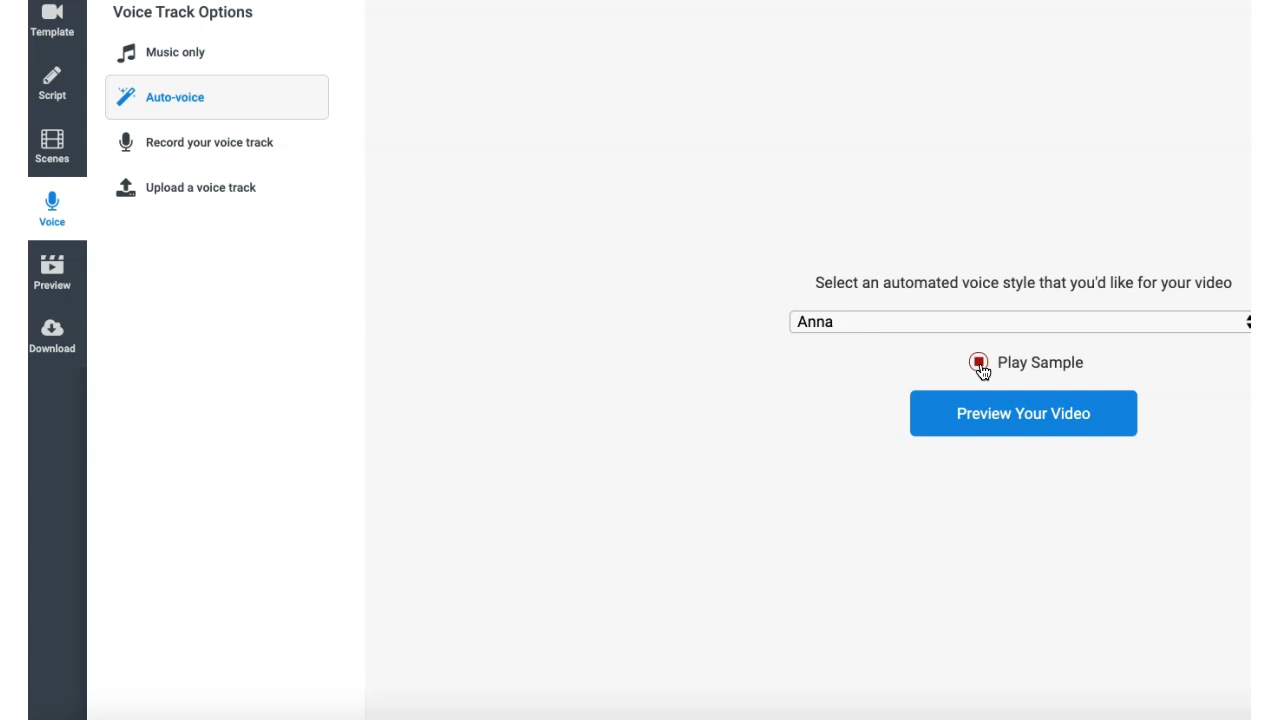 Template
Script
Scenes
Voice
Preview
Download
Voice Track Options
Music only
Auto-voice
Record your voice track
Upload a voice track
Select an automated voice style that you'd like for your video
Anna
Play Sample
Preview Your Video